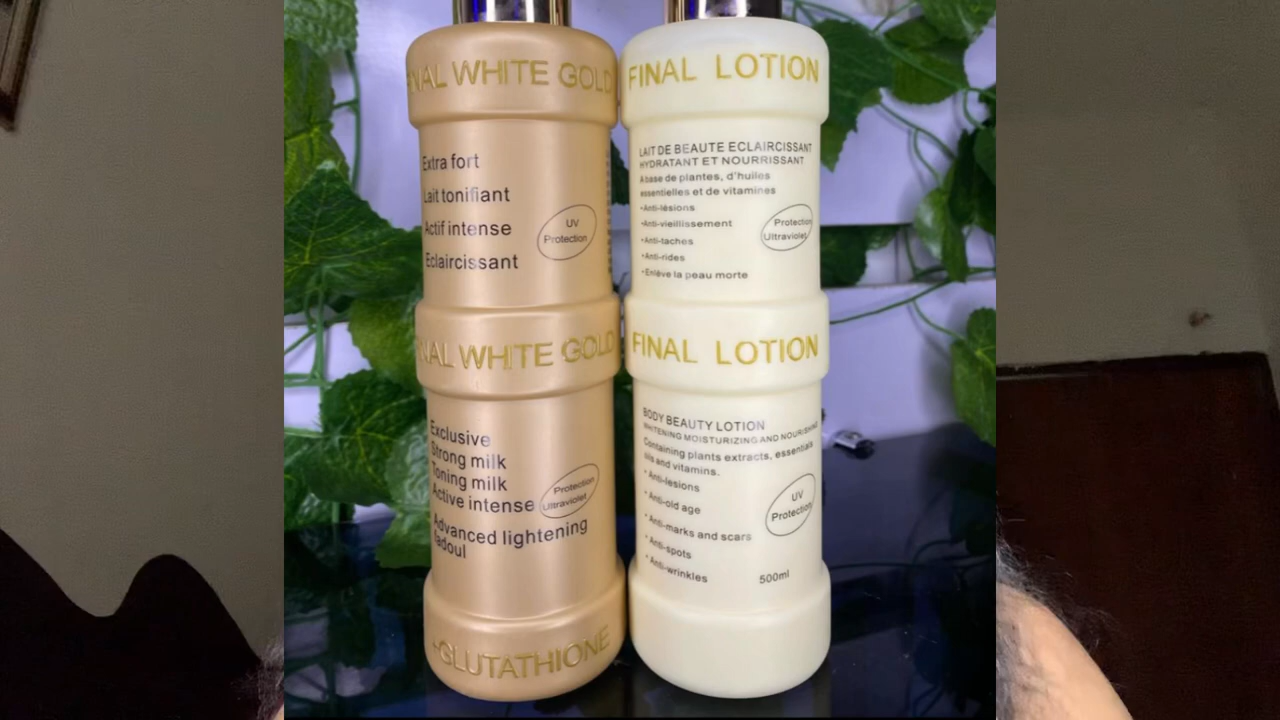 NAL WHITE GOLD
Extra fort
Lait tonifiant
Actif intense
Eclaircissant
UV
Protection
NAL WHITE GOLD
Exclusive
Strong milk
Toning milk
Active intense
Protection
Ultraviolet
Advanced lightening
fadoul
+GLUTATHIONE
FINAL LOTION
LAIT DE BEAUTE ECLAIRCISSANT
HYDRATANT ET NOURRISSANT
A base de plantes, d'huiles
essentielles et de vitamines
•Anti-lésions
•Anti-vieillissement
•Anti-taches
•Anti-rides
•Enlève la peau morte
Protection
Ultraviolet
FINAL LOTION
BODY BEAUTY LOTION
WHITENING MOISTURIZING AND NOURISHING
Containing plants extracts, essentials
oils and vitamins.
• Anti-lesions
• Anti-old age
• Anti-marks and scars
• Anti-spots
• Anti-wrinkles
UV
Protection
500ml